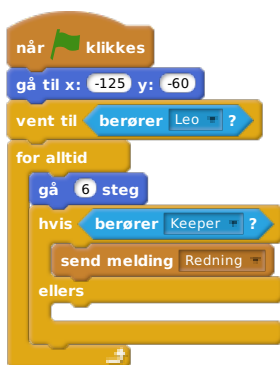 når klikkes
gå til x: -125 y: -60
vent til berører Leo ?
for alltid
gå 6 steg
hvis berører Keeper ?
send melding Redning
ellers